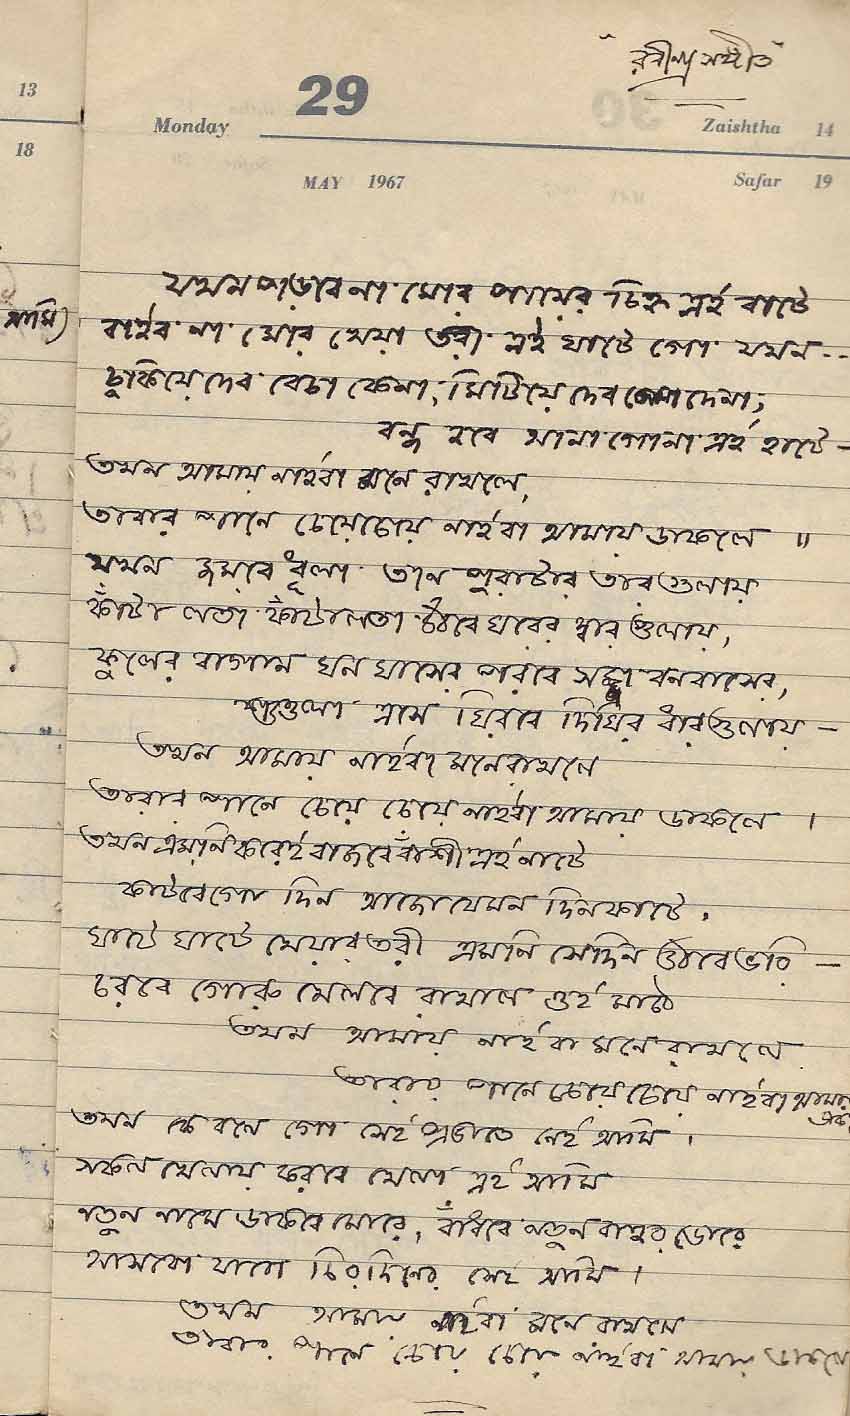 "রবীন্দ্র সঙ্গীত"
13
29
Monday
Zaishtha 14
18
MAY 1967
Safar 19
যখন পড়বে না মোর পায়ের চিহ্ন এই বাটে
আমি) বাইব না মোর খেয়া তরী এই ঘাটে গো যখন--
চুকিয়ে দেব বেচা কেনা, মিটিয়ে দেব লেনা দেনা,
বন্ধ হবে আনা গোনা এই হাটে—
তখন আমায় নাইবা মনে রাখলে,
তারার পানে চেয়ে চেয়ে নাইবা আমায় ডাকলে ॥
যখন জমবে ধুলা তানপুরাটার তার গুলায়
কাঁটা লতা কাঁটালতা উঠবে ঘরের দ্বার গুলায়,
ফুলের বাগান ঘন ঘাসের পরবে সজ্জা বনবাসের,
শ্যাওলা এসে ঘিরবে দিঘির ধার গুলায়—
তখন আমায় নাইবা মনে রাখলে
তারার পানে চেয়ে চেয়ে নাইবা আমায় ডাকলে ।
তখন এমনি করেই বাজবে বাঁশী এই নাটে
কাটবে গো দিন আজো যেমন দিন কাটে,
ঘাটে ঘাটে খেয়ার তরী এমনি সেদিন উঠবে ভরি—
চরবে গোরু খেলবে রাখাল ওই মাঠে
তখন আমায় নাইবা মনে রাখলে
তারার পানে চেয়ে চেয়ে নাইবা আমায় ডাক
তখন কে বলে গো সেই প্রভাতে নেই আমি ।
সকল খেলায় করবে খেলা এই আমি
নতুন নামে ডাকবে মোরে, বাঁধবে নতুন বাহুর ডোরে
আসবো যাবো চিরদিনের সেই আমি ।
তখন আমায় নাইবা মনে রাখলে
তারার পানে চেয়ে চেয়ে নাইবা আমায় ডাকলে